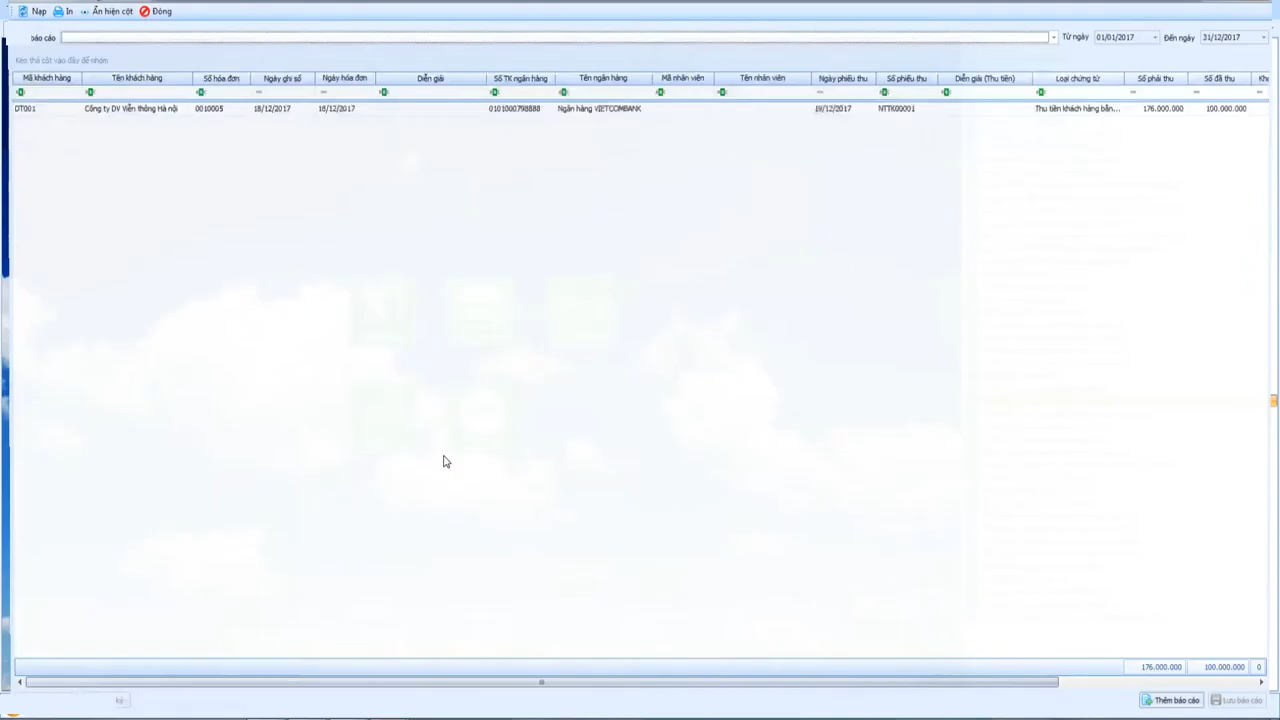 Nạp In Ẩn hiện cột Đóng
báo cáo Từ ngày 01/01/2017 Đến ngày 31/12/2017
Kéo thả cột vào đây để nhóm
Mã khách hàng Tên khách hàng Số hóa đơn Ngày ghi sổ Ngày hóa đơn Diễn giải Số TK ngân hàng Tên ngân hàng Mã nhân viên Tên nhân viên Ngày phiếu thu Số phiếu thu Diễn giải (Thu tiền) Loại chứng từ Số phải thu Số đã thu
DT001 Công ty DV Viễn thông Hà nội 0010005 18/12/2017 18/12/2017 0101000798888 Ngân hàng VIETCOMBANK 19/12/2017 NTTK00001 Thu tiền khách hàng bằn... 176.000.000 100.000.000
176.000.000 100.000.000 0
Thêm báo cáo Lưu báo cáo